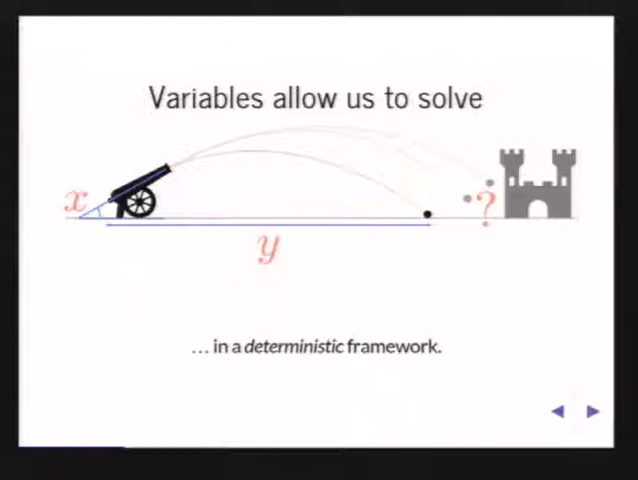 Variables allow us to solve
x
?
y
... in a deterministic framework.